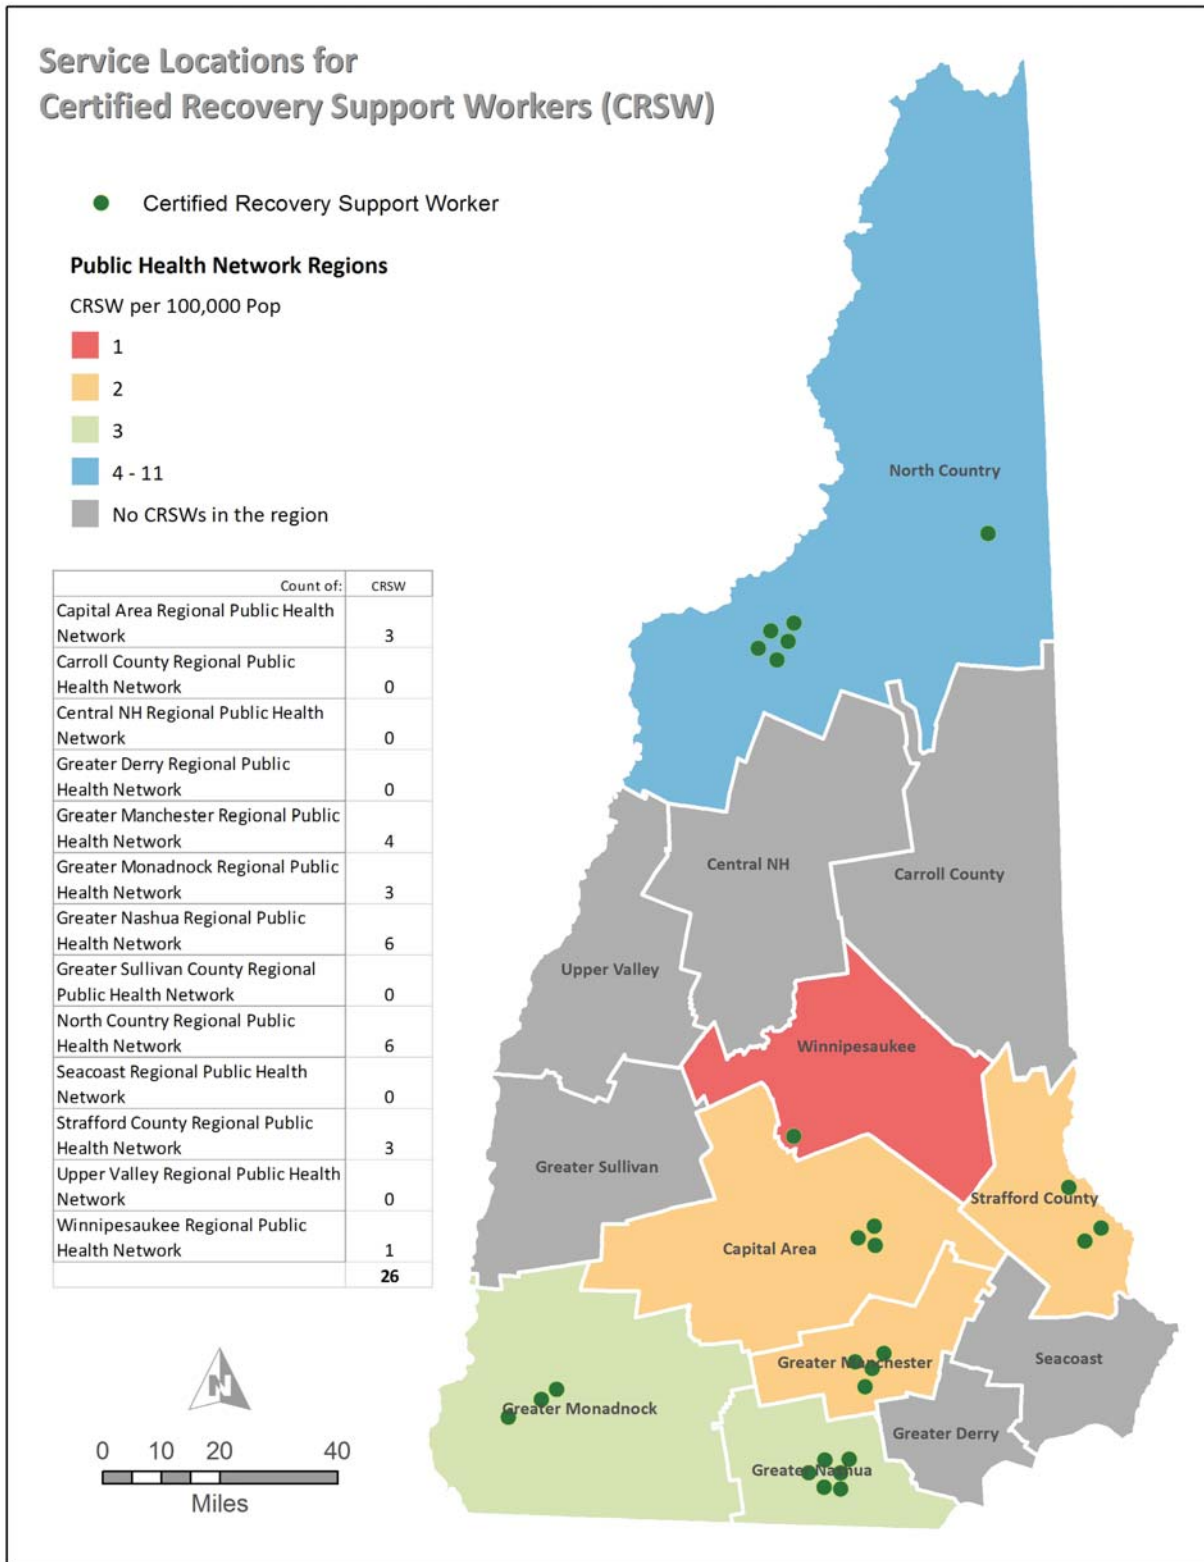 Service Locations for
Certified Recovery Support Workers (CRSW)
Certified Recovery Support Worker
Public Health Network Regions
CRSW per 100,000 Pop
1
2
3
4 - 11
No CRSWs in the region
Count of: CRSW
Capital Area Regional Public Health
Network 3
Carroll County Regional Public
Health Network 0
Central NH Regional Public Health
Network 0
Greater Derry Regional Public
Health Network 0
Greater Manchester Regional Public
Health Network 4
Greater Monadnock Regional Public
Health Network 3
Greater Nashua Regional Public
Health Network 6
Greater Sullivan County Regional
Public Health Network 0
North Country Regional Public
Health Network 6
Seacoast Regional Public Health
Network 0
Strafford County Regional Public
Health Network 3
Upper Valley Regional Public Health
Network 0
Winnipesaukee Regional Public
Health Network 1
26
N
0 10 20 40
Miles
North Country
Central NH
Carroll County
Upper Valley
Winnipesaukee
Greater Sullivan
Strafford County
Capital Area
Seacoast
Greater Manchester
Greater Monadnock
Greater Derry
Greater Nashua